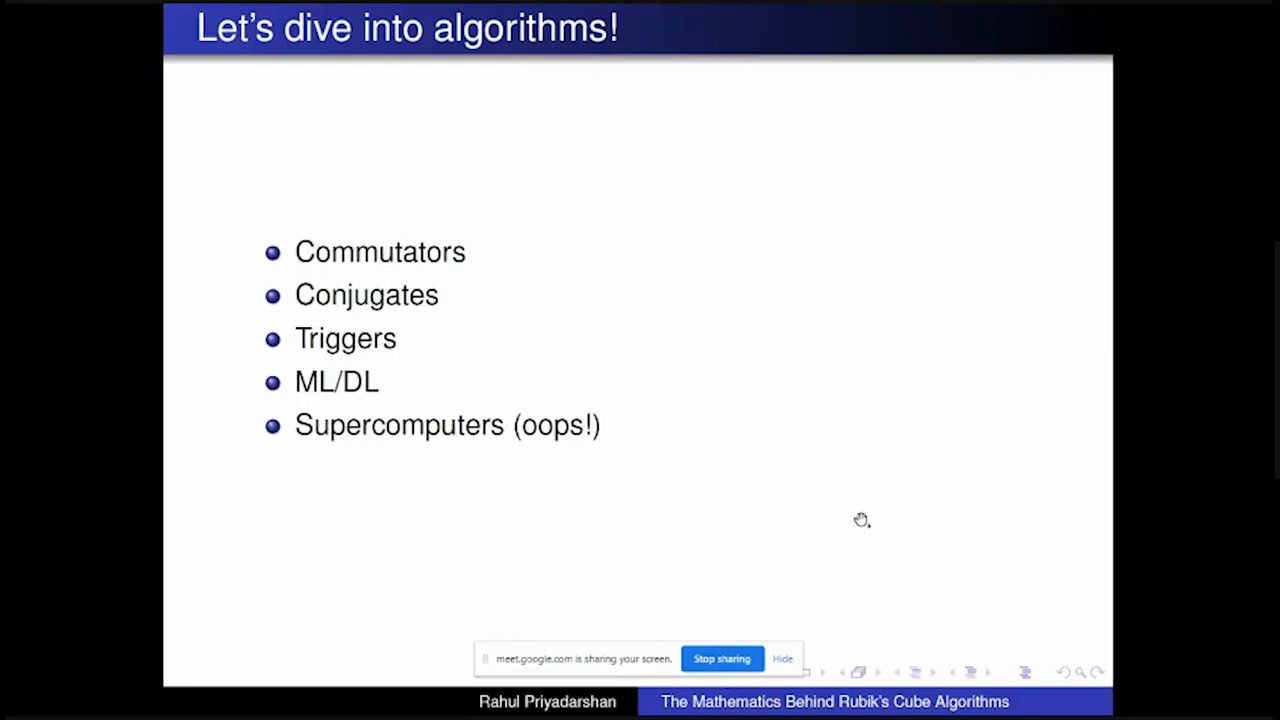 Let's dive into algorithms!
Commutators
Conjugates
Triggers
ML/DL
Supercomputers (oops!)
meet.google.com is sharing your screen. Stop sharing Hide
Rahul Priyadarshan The Mathematics Behind Rubik's Cube Algorithms